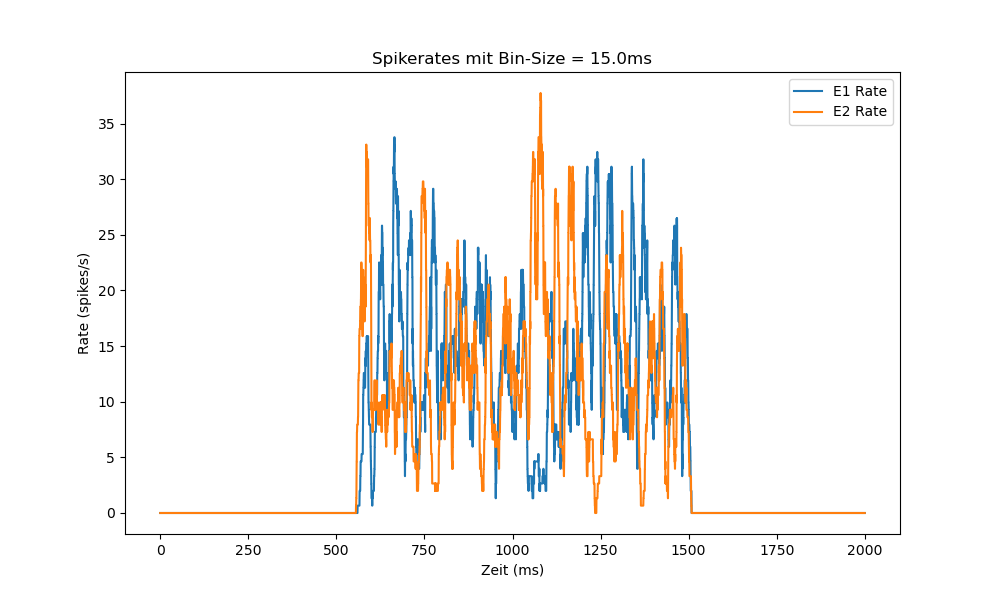 Spikerates mit Bin-Size = 15.0ms
E1 Rate
E2 Rate
Rate (spikes/s)
35
30
25
20
15
10
5
0
0 250 500 750 1000 1250 1500 1750 2000
Zeit (ms)